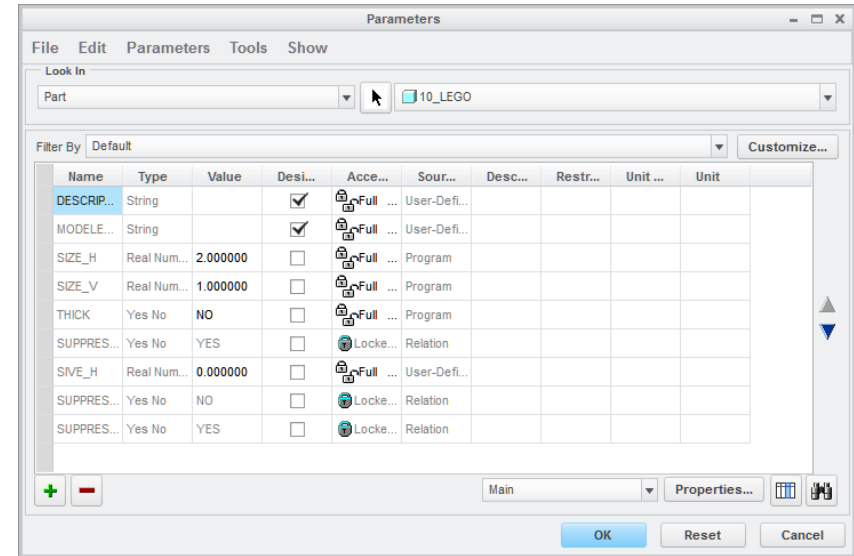 Parameters
File Edit Parameters Tools Show
Look In
Part 10_LEGO
Filter By Default Customize...
Name Type Value Desi... Acce... Sour... Desc... Restr... Unit ... Unit
DESCRIP... String Full ... User-Defi...
MODELE... String Full ... User-Defi...
SIZE_H Real Num... 2.000000 Full ... Program
SIZE_V Real Num... 1.000000 Full ... Program
THICK Yes No NO Full ... Program
SUPPRES... Yes No YES Locke... Relation
SIVE_H Real Num... 0.000000 Full ... User-Defi...
SUPPRES... Yes No NO Locke... Relation
SUPPRES... Yes No YES Locke... Relation
Main Properties...
OK Reset Cancel